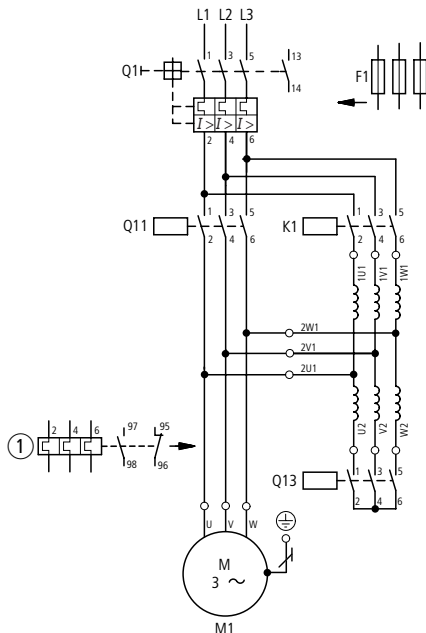 L1 L2 L3
Q1 1 3 5 13
14
F1
I> I> I>
2 4 6
Q11 1 3 5
2 4 6
K1 1 3 5
2 4 6
1U1 1V1 1W1
2W1
2V1
2U1
U2 V2 W2
1 2 4 6 97 95
98 96
Q13 1 3 5
2 4 6
U V W
M
3 ~
M1